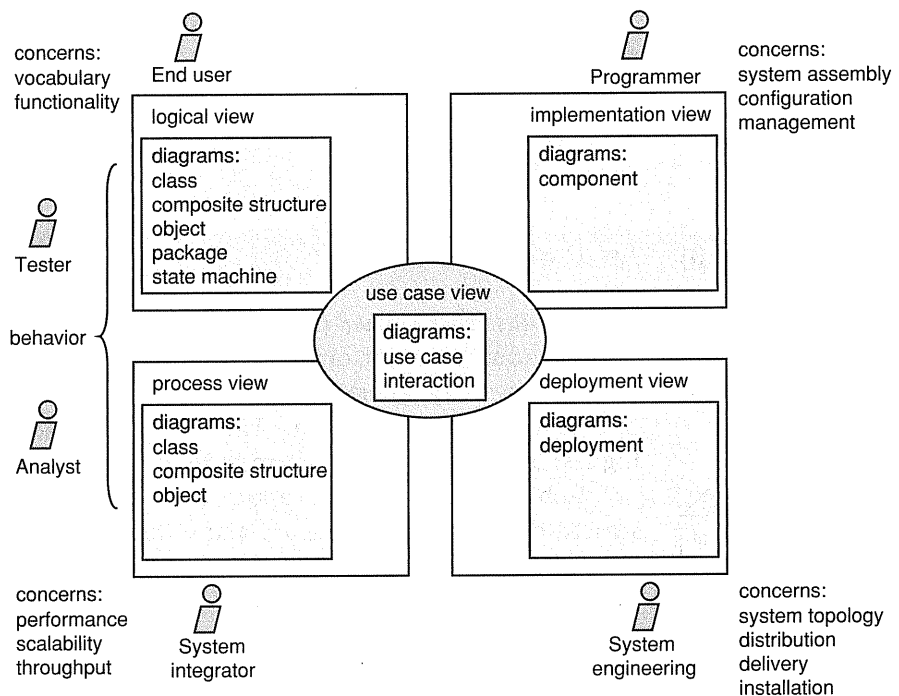 concerns:
vocabulary
functionality
End user
Programmer
concerns:
system assembly
configuration
management
logical view
diagrams:
class
composite structure
object
package
state machine
implementation view
diagrams:
component
Tester
behavior
Analyst
use case view
diagrams:
use case
interaction
process view
diagrams:
class
composite structure
object
deployment view
diagrams:
deployment
concerns:
performance
scalability
throughput
System
integrator
System
engineering
concerns:
system topology
distribution
delivery
installation